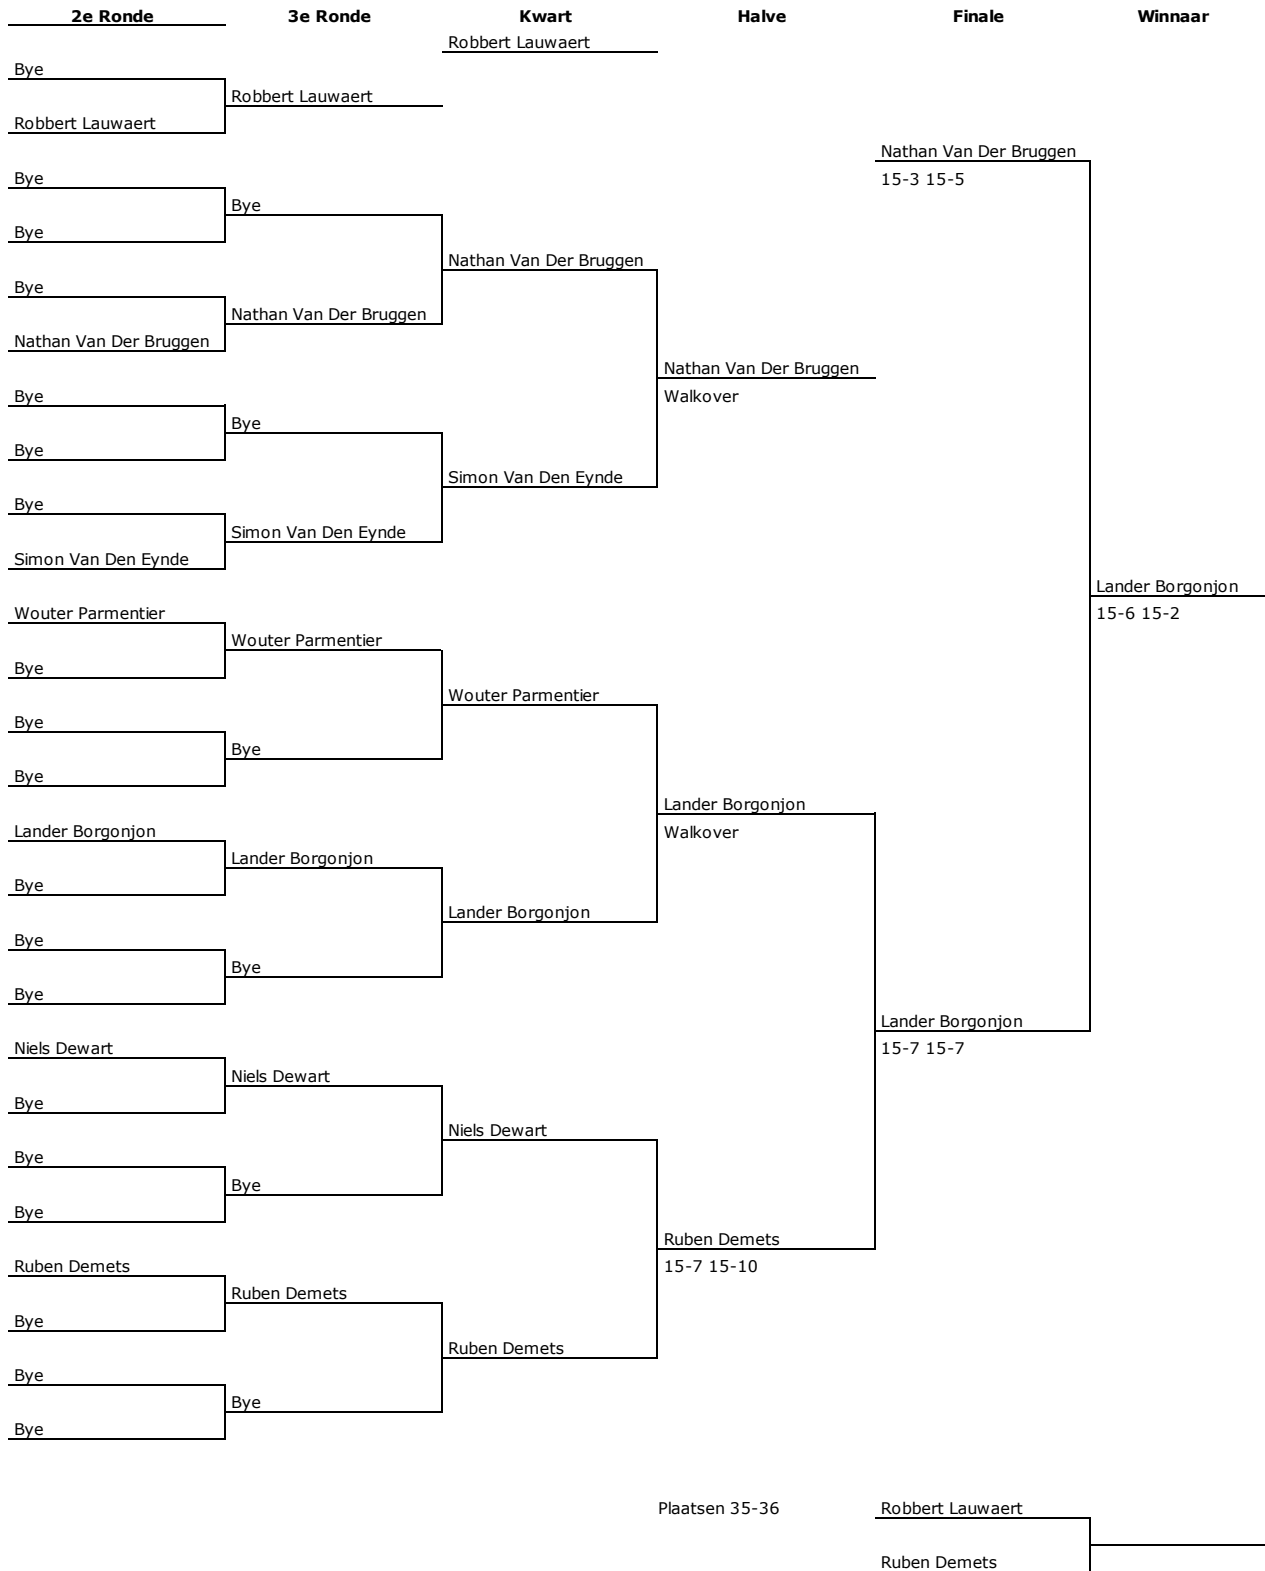 2e Ronde 3e Ronde Kwart Halve Finale Winnaar
Robbert Lauwaert
Bye
Robbert Lauwaert
Robbert Lauwaert
Nathan Van Der Bruggen
Bye 15-3 15-5
Bye
Bye
Nathan Van Der Bruggen
Bye
Nathan Van Der Bruggen
Nathan Van Der Bruggen
Nathan Van Der Bruggen
Bye Walkover
Bye
Bye
Simon Van Den Eynde
Bye
Simon Van Den Eynde
Simon Van Den Eynde
Lander Borgonjon
Wouter Parmentier 15-6 15-2
Wouter Parmentier
Bye
Wouter Parmentier
Bye
Bye
Bye
Lander Borgonjon
Lander Borgonjon Walkover
Lander Borgonjon
Bye
Lander Borgonjon
Bye
Bye
Bye
Lander Borgonjon
Niels Dewart 15-7 15-7
Niels Dewart
Bye
Niels Dewart
Bye
Bye
Bye
Ruben Demets
Ruben Demets 15-7 15-10
Ruben Demets
Bye
Ruben Demets
Bye
Bye
Bye
Plaatsen 35-36 Robbert Lauwaert
Ruben Demets